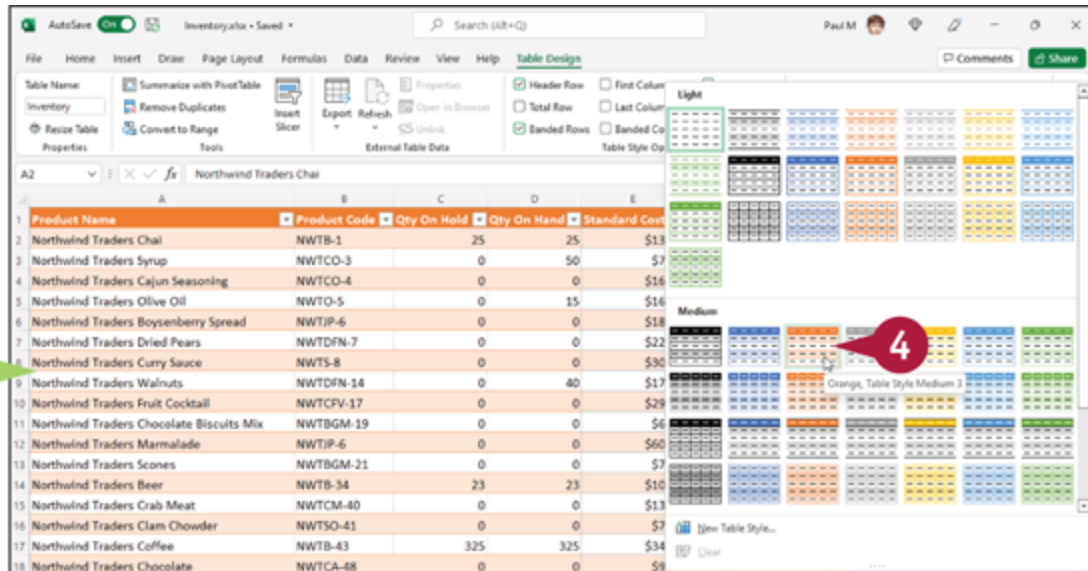 AutoSave On Inventory.xlsx • Saved Search (Alt+Q) Paul M
File Home Insert Draw Page Layout Formulas Data Review View Help Table Design Comments Share
Table Name:
Inventory
Resize Table
Properties
Summarize with PivotTable
Remove Duplicates
Convert to Range
Tools
Insert
Slicer
Export Refresh
Properties
Open in Browser
Unlink
External Table Data
Header Row First Colum
Total Row Last Colum
Banded Rows Banded Co
Table Style Op
A2 fx Northwind Traders Chai
A B C D E
1 Product Name Product Code Qty On Hold Qty On Hand Standard Cost
2 Northwind Traders Chai NWTB-1 25 25 $13
3 Northwind Traders Syrup NWTCO-3 0 50 $7
4 Northwind Traders Cajun Seasoning NWTCO-4 0 0 $16
5 Northwind Traders Olive Oil NWTO-5 0 15 $16
6 Northwind Traders Boysenberry Spread NWTJP-6 0 0 $18
7 Northwind Traders Dried Pears NWTDFN-7 0 0 $22
8 Northwind Traders Curry Sauce NWTS-8 0 0 $30
9 Northwind Traders Walnuts NWTDFN-14 0 40 $17
10 Northwind Traders Fruit Cocktail NWTCFV-17 0 0 $29
11 Northwind Traders Chocolate Biscuits Mix NWTBGM-19 0 0 $6
12 Northwind Traders Marmalade NWTJP-6 0 0 $60
13 Northwind Traders Scones NWTBGM-21 0 0 $7
14 Northwind Traders Beer NWTB-34 23 23 $10
15 Northwind Traders Crab Meat NWTCM-40 0 0 $13
16 Northwind Traders Clam Chowder NWTSO-41 0 0 $7
17 Northwind Traders Coffee NWTB-43 325 325 $34
18 Northwind Traders Chocolate NWTCA-48 0 0 $9
Light
Medium
4
Orange, Table Style Medium 3
New Table Style...
Clear